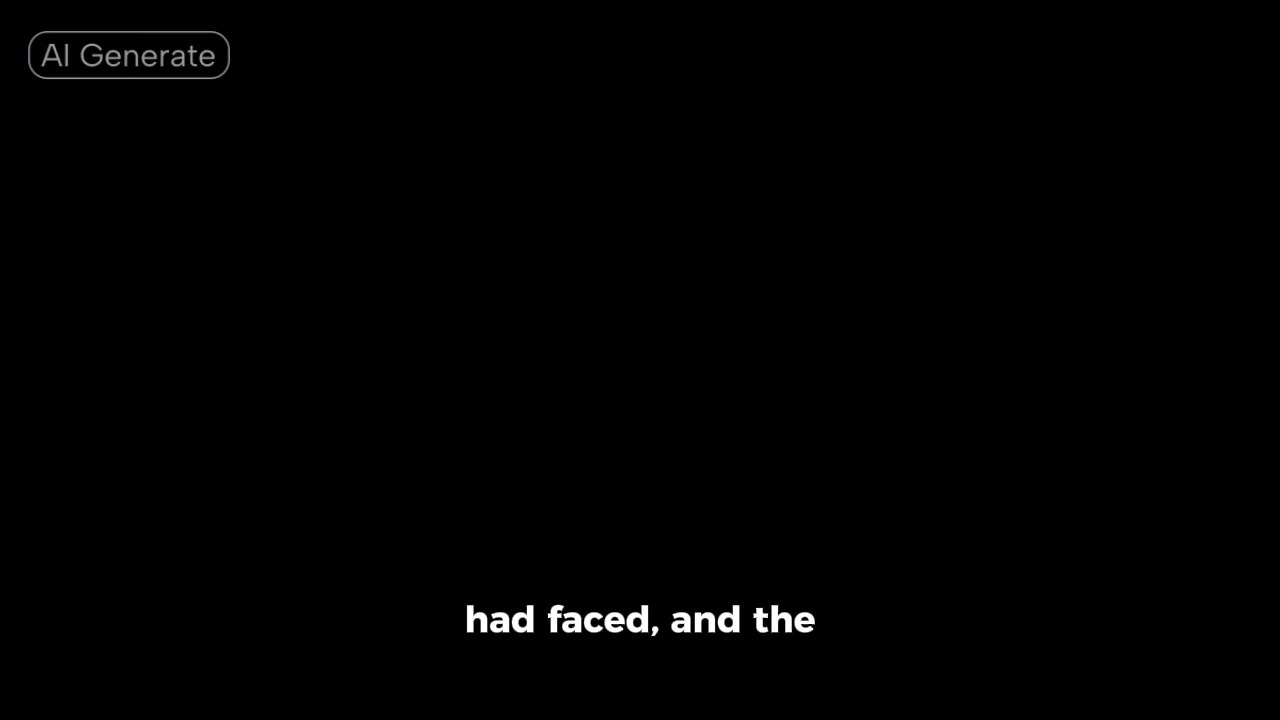 AI Generate
had faced, and the